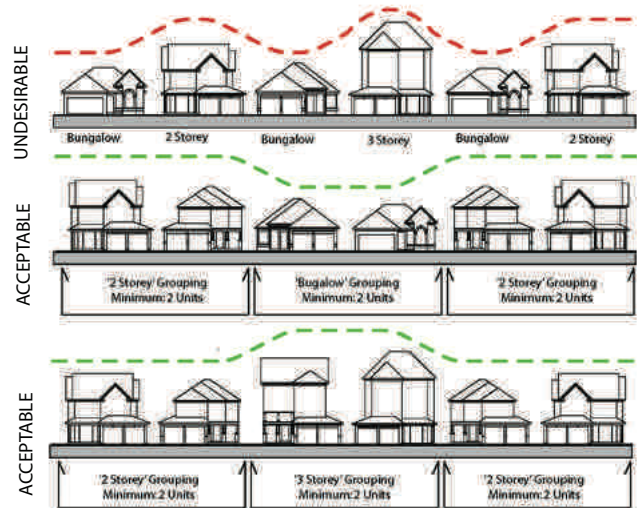 UNDESIRABLE
Bungalow 2 Storey Bungalow 3 Storey Bungalow 2 Storey
ACCEPTABLE
'2 Storey' Grouping 'Bugalow' Grouping '2 Storey' Grouping
Minimum: 2 Units Minimum: 2 Units Minimum: 2 Units
ACCEPTABLE
'2 Storey' Grouping '3 Storey' Grouping '2 Storey' Grouping
Minimum: 2 Units Minimum: 2 Units Minimum: 2 Units